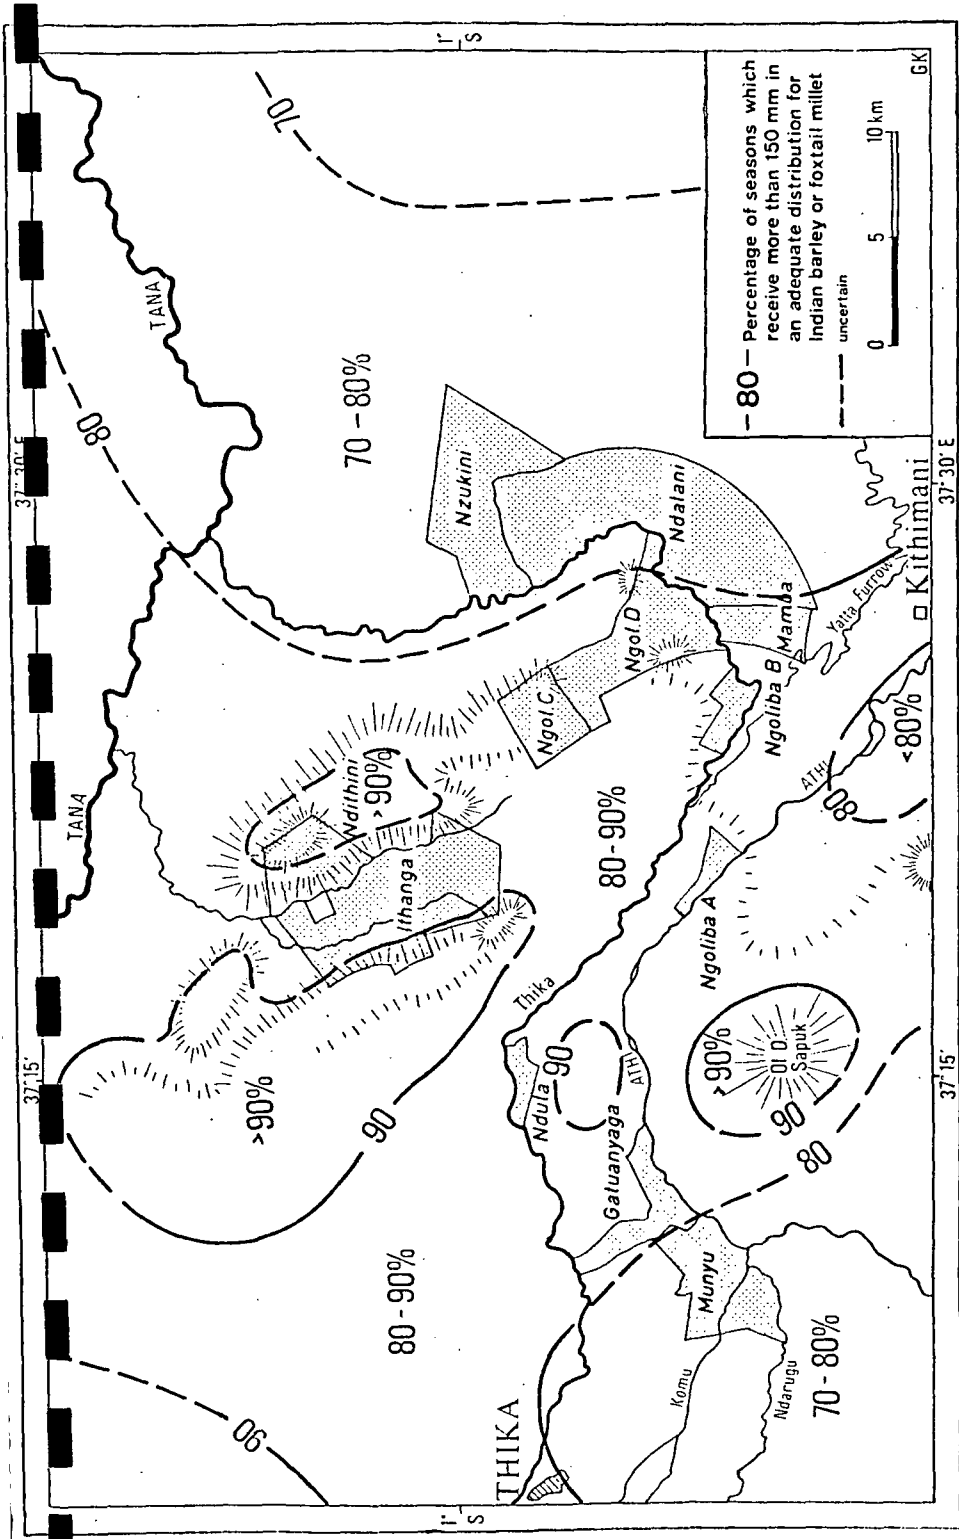 37°30' E
37°15'
1°
S
TANA
TANA
80
70
70-80%
>90%
90
90
80-90%
Ndithini
>90%
Ithanga
Nzukini
Ndalani
Ngol.C
Ngol.D
Mamba
Ngoliba B
Yatta Furrow
80-90%
Thika
Ndula
90
ATHI
ATHI
Galuanyaga
Ngoliba A
>90%
Ol D.
Sapuk
90
80
80
<80%
THIKA
Komu
Munyu
Ndarugu
70-80%
Kithimani
-80- Percentage of seasons which
receive more than 150 mm in
an adequate distribution for
Indian barley or foxtail millet
uncertain
0 5 10 km
GK
1°
S
37°15'
37°30' E